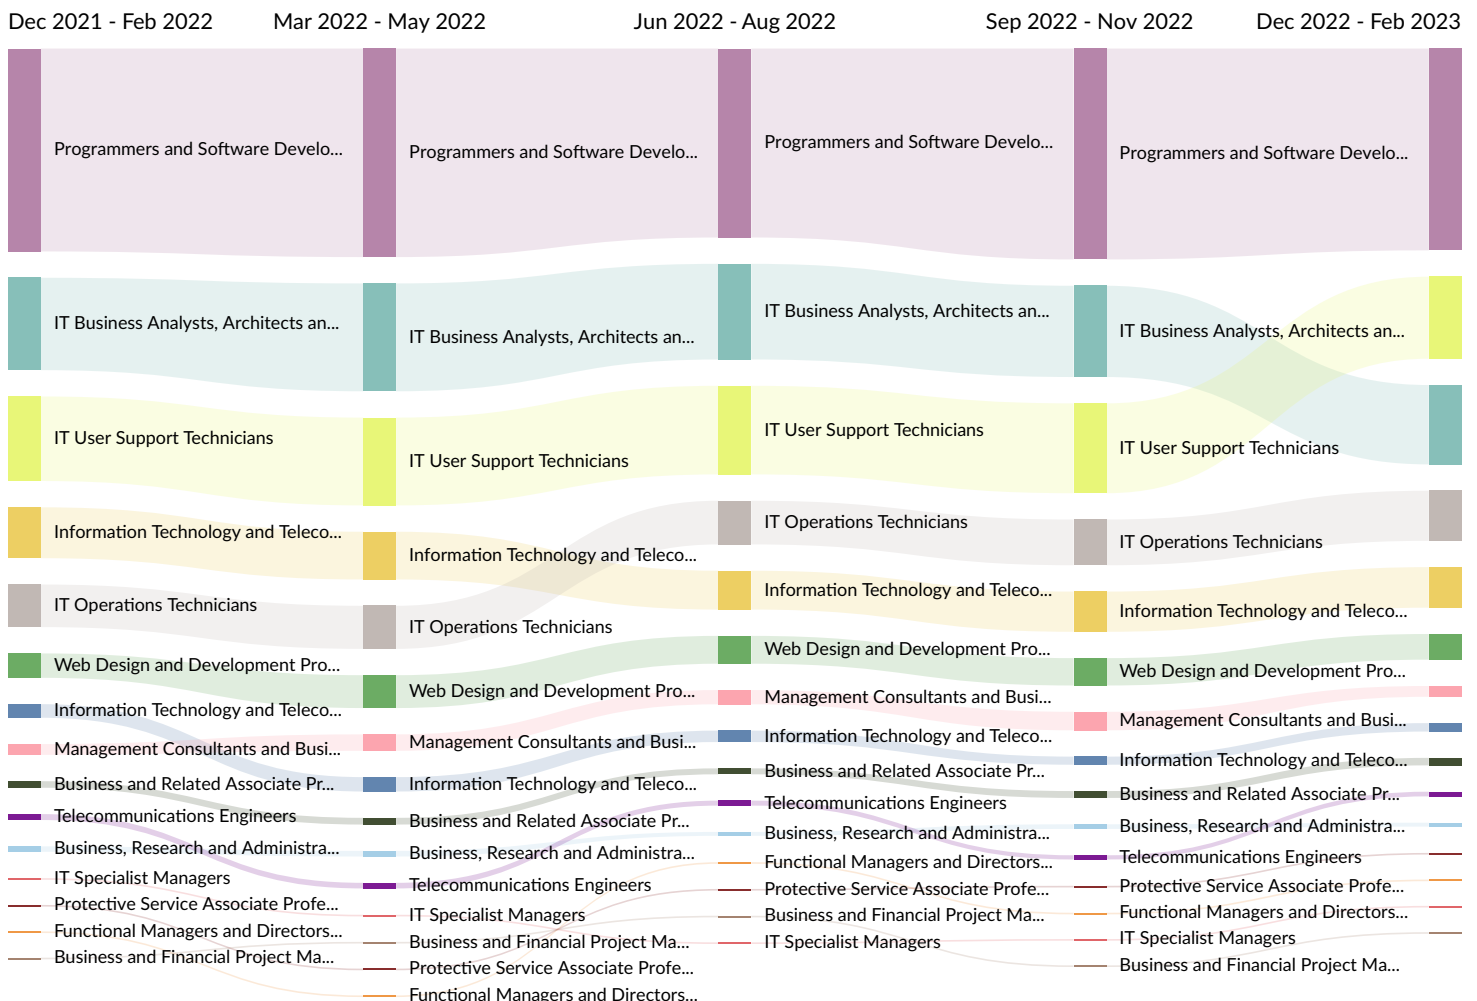 Dec 2021 - Feb 2022
Mar 2022 - May 2022
Jun 2022 - Aug 2022
Sep 2022 - Nov 2022
Dec 2022 - Feb 2023
Programmers and Software Develo...
IT Business Analysts, Architects an...
IT User Support Technicians
Information Technology and Teleco...
IT Operations Technicians
Web Design and Development Pro...
Information Technology and Teleco...
Management Consultants and Busi...
Business and Related Associate Pr...
Telecommunications Engineers
Business, Research and Administra...
IT Specialist Managers
Protective Service Associate Profe...
Functional Managers and Directors...
Business and Financial Project Ma...
Programmers and Software Develo...
IT Business Analysts, Architects an...
IT User Support Technicians
Information Technology and Teleco...
IT Operations Technicians
Web Design and Development Pro...
Management Consultants and Busi...
Information Technology and Teleco...
Business and Related Associate Pr...
Business, Research and Administra...
Telecommunications Engineers
IT Specialist Managers
Business and Financial Project Ma...
Protective Service Associate Profe...
Functional Managers and Directors...
Programmers and Software Develo...
IT Business Analysts, Architects an...
IT User Support Technicians
IT Operations Technicians
Information Technology and Teleco...
Web Design and Development Pro...
Management Consultants and Busi...
Information Technology and Teleco...
Business and Related Associate Pr...
Telecommunications Engineers
Business, Research and Administra...
Functional Managers and Directors...
Protective Service Associate Profe...
Business and Financial Project Ma...
IT Specialist Managers
Programmers and Software Develo...
IT Business Analysts, Architects an...
IT User Support Technicians
IT Operations Technicians
Information Technology and Teleco...
Web Design and Development Pro...
Management Consultants and Busi...
Information Technology and Teleco...
Business and Related Associate Pr...
Business, Research and Administra...
Telecommunications Engineers
Protective Service Associate Profe...
Functional Managers and Directors...
IT Specialist Managers
Business and Financial Project Ma...